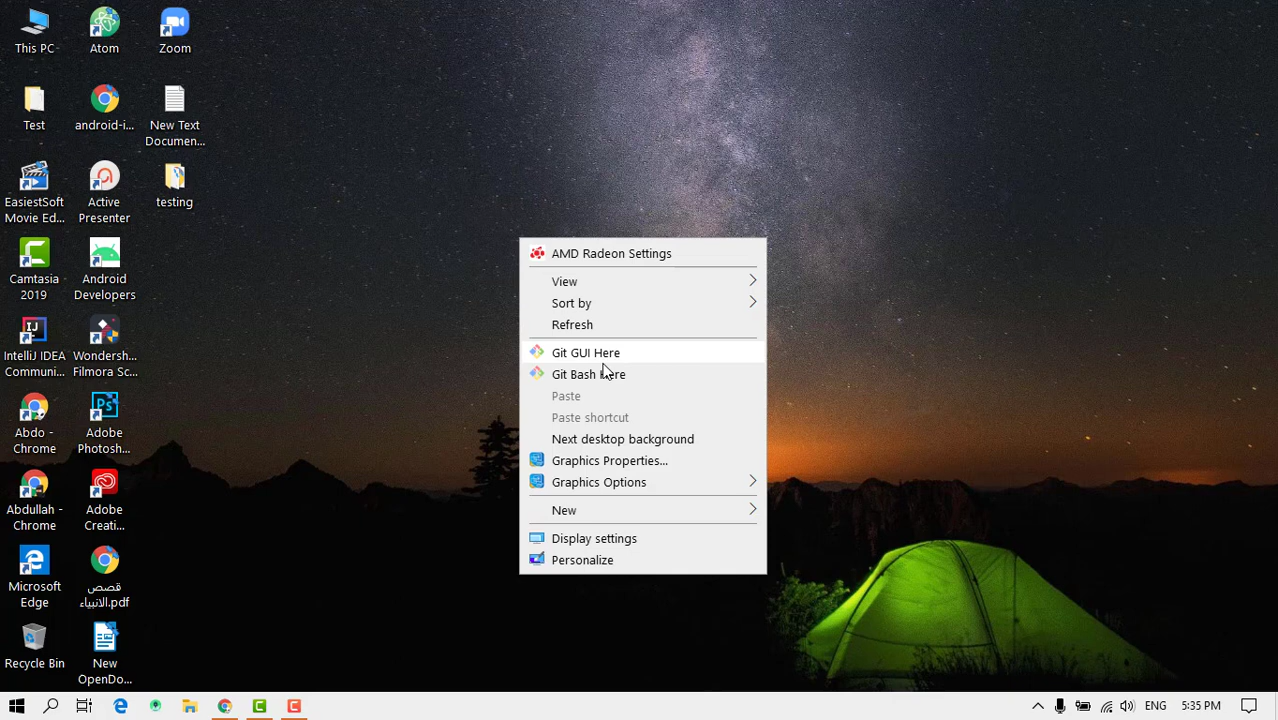 This PC
Atom
Zoom
Test
android-i...
New Text
Documen...
EasiestSoft
Movie Ed...
Active
Presenter
testing
Camtasia
2019
Android
Developers
IntelliJ IDEA
Communi...
Wondersh...
Filmora Sc...
Abdo -
Chrome
Adobe
Photosh...
Abdullah -
Chrome
Adobe
Creati...
Microsoft
Edge
قصص
الانبياء.pdf
Recycle Bin
New
OpenDo...
AMD Radeon Settings
View
Sort by
Refresh
Git GUI Here
Git Bash Here
Paste
Paste shortcut
Next desktop background
Graphics Properties...
Graphics Options
New
Display settings
Personalize
ENG
5:35 PM